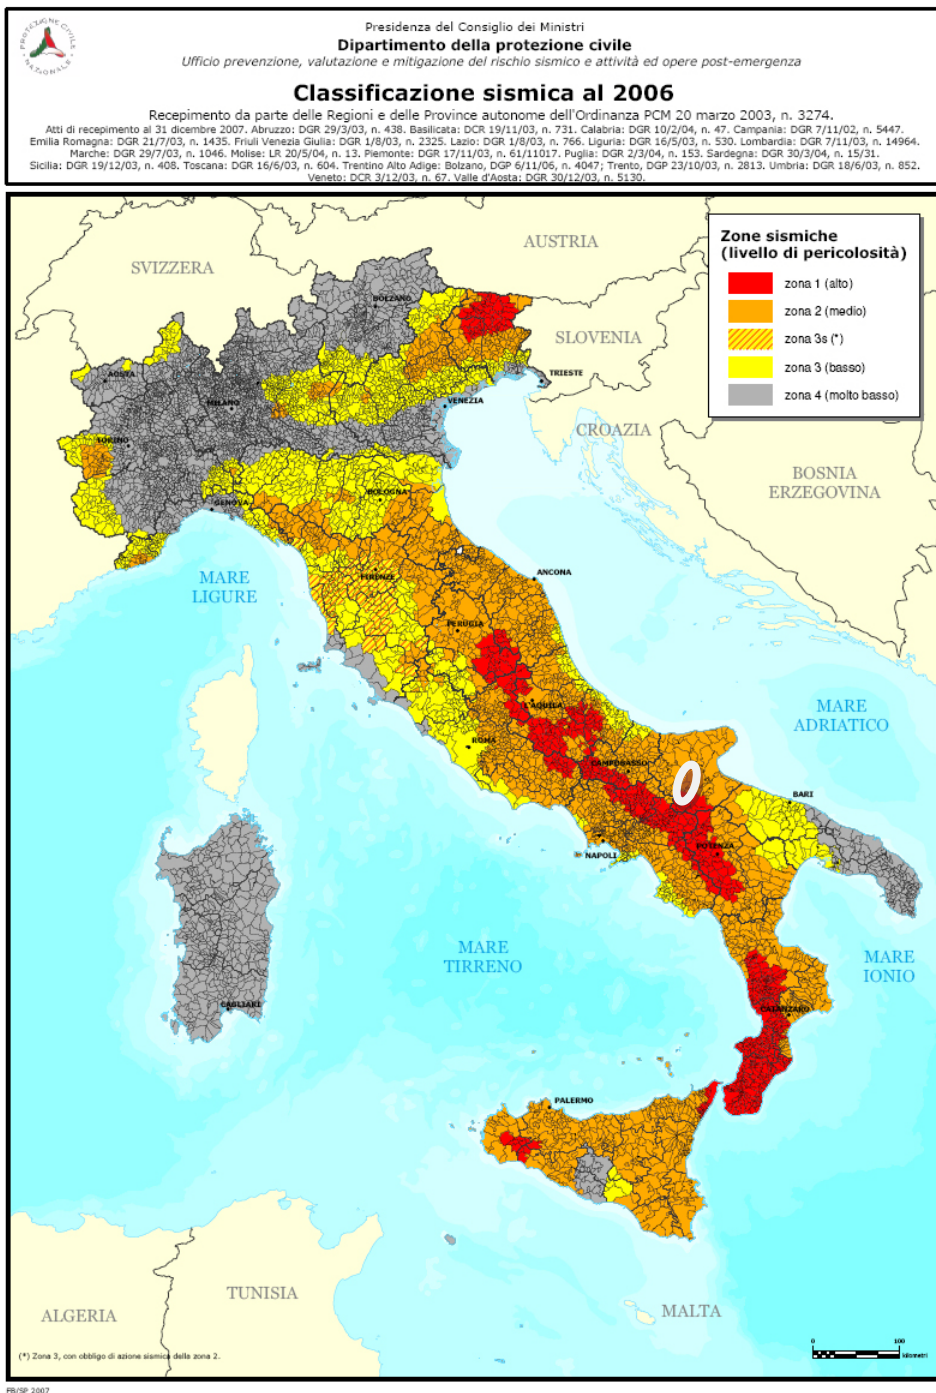 PROTEZIONE CIVILE
NAZIONALE
Presidenza del Consiglio dei Ministri
Dipartimento della protezione civile
Ufficio prevenzione, valutazione e mitigazione del rischio sismico e attività ed opere post-emergenza
Classificazione sismica al 2006
Recepimento da parte delle Regioni e delle Province autonome dell'Ordinanza PCM 20 marzo 2003, n. 3274.
Atti di recepimento al 31 dicembre 2007. Abruzzo: DGR 29/3/03, n. 438. Basilicata: DCR 19/11/03, n. 731. Calabria: DGR 10/2/04, n. 47. Campania: DGR 7/11/02, n. 5447.
Emilia Romagna: DGR 21/7/03, n. 1435. Friuli Venezia Giulia: DGR 1/8/03, n. 2325. Lazio: DGR 1/8/03, n. 766. Liguria: DGR 16/5/03, n. 530. Lombardia: DGR 7/11/03, n. 14964.
Marche: DGR 29/7/03, n. 1046. Molise: LR 20/5/04, n. 13. Piemonte: DGR 17/11/03, n. 61/11017. Puglia: DGR 2/3/04, n. 153. Sardegna: DGR 30/3/04, n. 15/31.
Sicilia: DGR 19/12/03, n. 408. Toscana: DGR 16/6/03, n. 604. Trentino Alto Adige: Bolzano, DGP 6/11/06, n. 4047; Trento, DGP 23/10/03, n. 2813. Umbria: DGR 18/6/03, n. 852.
Veneto: DCR 3/12/03, n. 67. Valle d'Aosta: DGR 30/12/03, n. 5130.
Zone sismiche
(livello di pericolosità)
zona 1 (alto)
zona 2 (medio)
zona 3s (*)
zona 3 (basso)
zona 4 (molto basso)
AUSTRIA
SVIZZERA
BOLZANO
SLOVENIA
AOSTA
TRIESTE
MILANO
VENEZIA
CROAZIA
TORINO
BOSNIA
ERZEGOVINA
BOLOGNA
GENOVA
ANCONA
FIRENZE
MARE
LIGURE
PERUGIA
L'AQUILA
MARE
ADRIATICO
ROMA
CAMPOBASSO
BARI
POTENZA
NAPOLI
MARE
TIRRENO
MARE
IONIO
CAGLIARI
CATANZARO
PALERMO
TUNISIA
ALGERIA
MALTA
0 100
kilometri
(*) Zona 3, con obbligo di azione sismica della zona 2.
FB/SP 2007